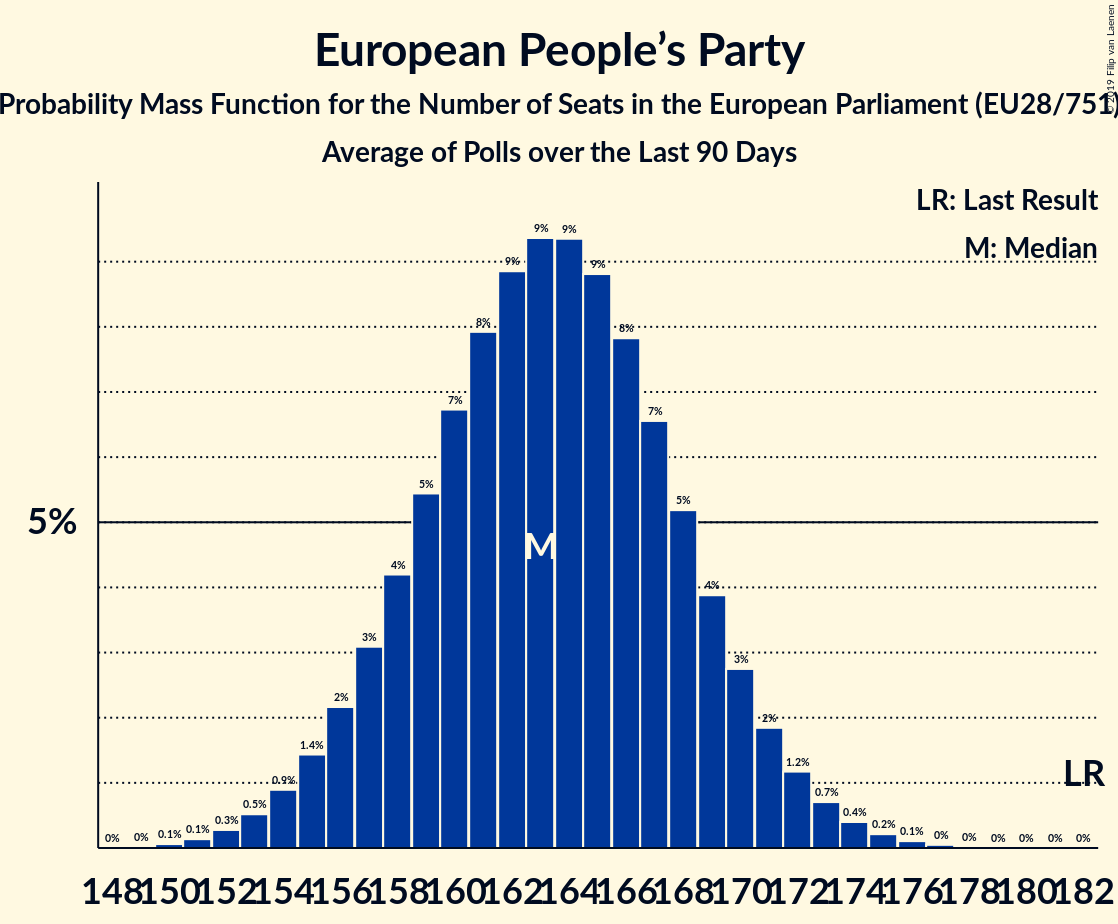 European People’s Party
Probability Mass Function for the Number of Seats in the European Parliament (EU28/751)
Average of Polls over the Last 90 Days
© 2019 Filip van Laenen
LR: Last Result
M: Median
5%
0% 0% 0.1% 0.1% 0.3% 0.5% 0.9% 1.4% 2% 3% 4% 5% 7% 8% 9% 9% 9% 9% 8% 7% 5% 4% 3% 2% 1.2% 0.7% 0.4% 0.2% 0.1% 0% 0% 0% 0% 0% 0%
M
LR
148 150 152 154 156 158 160 162 164 166 168 170 172 174 176 178 180 182